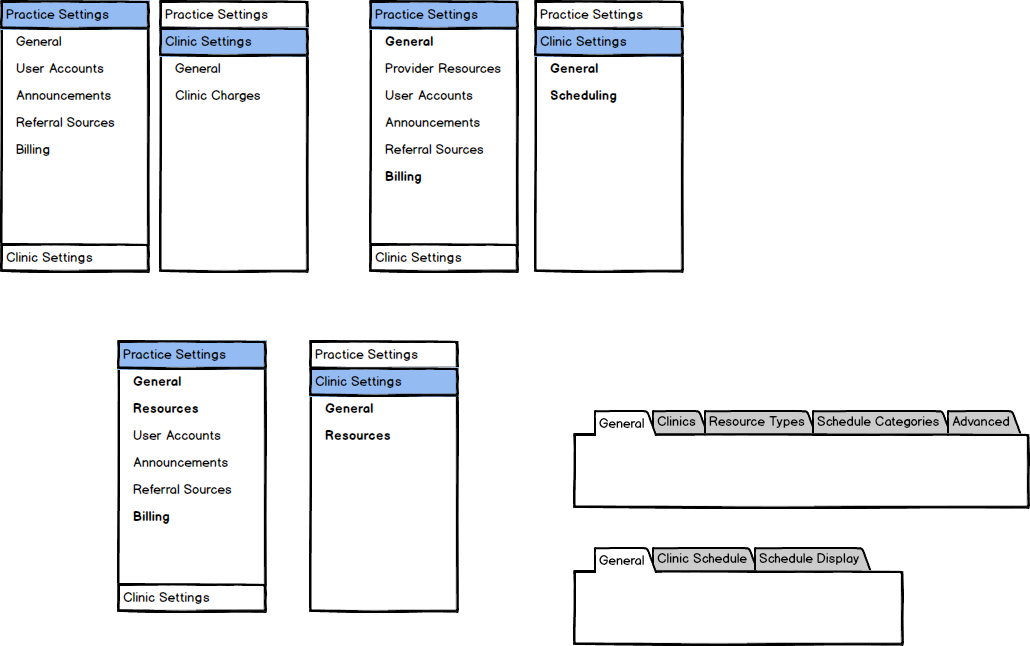 Practice Settings
General
User Accounts
Announcements
Referral Sources
Billing
Clinic Settings
Practice Settings
Clinic Settings
General
Clinic Charges
Practice Settings
General
Provider Resources
User Accounts
Announcements
Referral Sources
Billing
Clinic Settings
Practice Settings
Clinic Settings
General
Scheduling
Practice Settings
General
Resources
User Accounts
Announcements
Referral Sources
Billing
Clinic Settings
Practice Settings
Clinic Settings
General
Resources
General Clinics Resource Types Schedule Categories Advanced
General Clinic Schedule Schedule Display